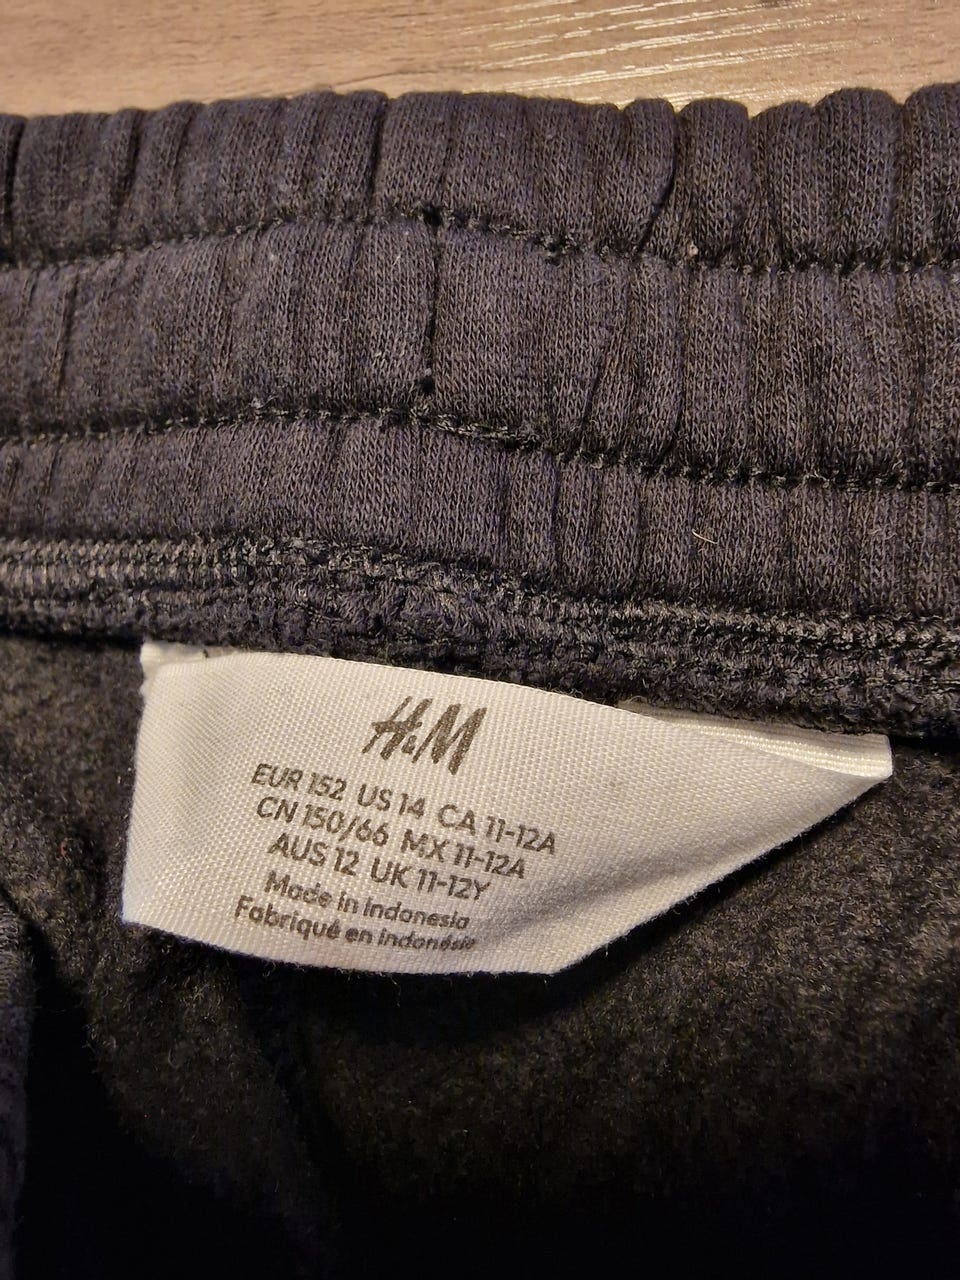 H&M
EUR 152 US 14 CA 11-12A
CN 150/66 MX 11-12A
AUS 12 UK 11-12Y
Made in Indonesia
Fabriqué en Indonésie